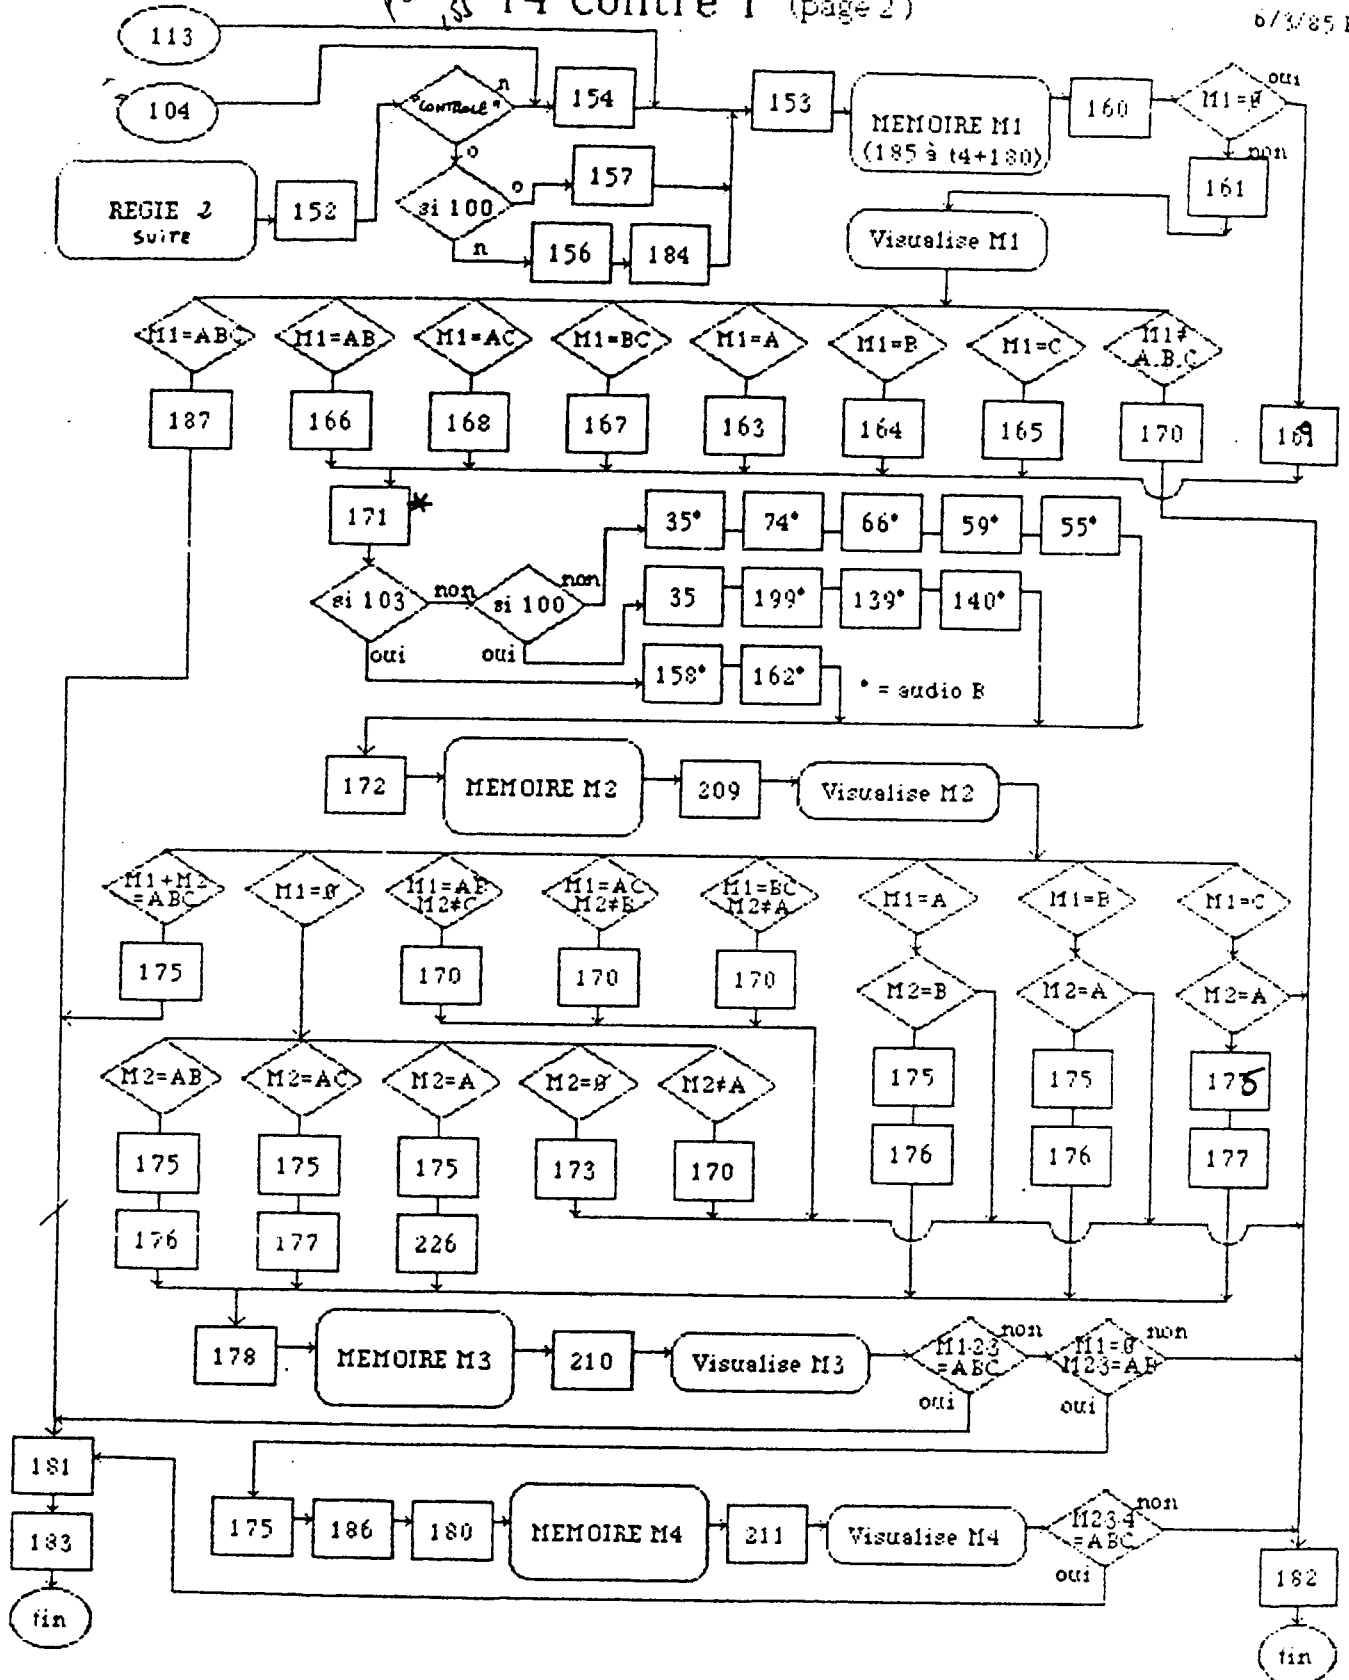 14 contre 1 (page 2)
6/3/85
113
104
"CONTROLE"
n
154
153
MEMOIRE M1
(185 à t4+180)
160
M1=Ø
oui
non
161
REGIE 2
SUITE
152
o
si 100
o
157
n
156
184
Visualise M1
M1=ABC
M1=AB
M1=AC
M1=BC
M1=A
M1=B
M1=C
M1≠
A.B.C
187
166
168
167
163
164
165
170
171*
35*
74*
66*
59*
55*
si 103
non
si 100
non
35
199*
139*
140*
oui
oui
158*
162*
* = audio B
172
MEMOIRE M2
209
Visualise M2
M1+M2
=ABC
M1=Ø
M1=AB
M2≠C
M1=AC
M2≠B
M1=BC
M2≠A
M1=A
M1=B
M1=C
175
170
170
170
M2=B
M2=A
M2=A
M2=AB
M2=AC
M2=A
M2=Ø
M2≠A
175
175
175
175
175
175
173
170
176
176
177
176
177
226
178
MEMOIRE M3
210
Visualise M3
M123
=ABC
non
M1=Ø
M23=AB
non
oui
oui
181
175
186
180
MEMOIRE M4
211
Visualise M4
M234
=ABC
non
oui
183
182
fin
fin